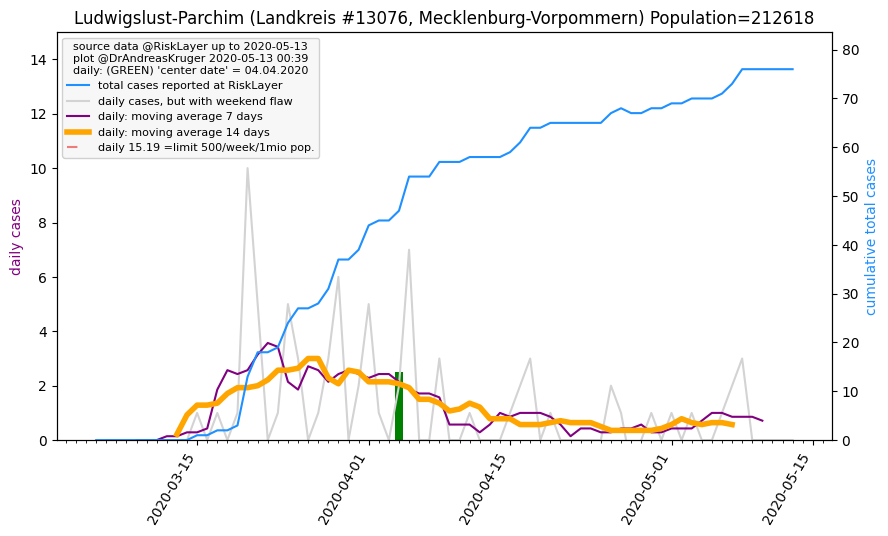 Ludwigslust-Parchim (Landkreis #13076, Mecklenburg-Vorpommern) Population=212618
source data @RiskLayer up to 2020-05-13
plot @DrAndreasKruger 2020-05-13 00:39
daily: (GREEN) 'center date' = 04.04.2020
total cases reported at RiskLayer
daily cases, but with weekend flaw
daily: moving average 7 days
daily: moving average 14 days
daily 15.19 =limit 500/week/1mio pop.
daily cases
14
12
10
8
6
4
2
0
cumulative total cases
80
70
60
50
40
30
20
10
0
2020-03-15
2020-04-01
2020-04-15
2020-05-01
2020-05-15